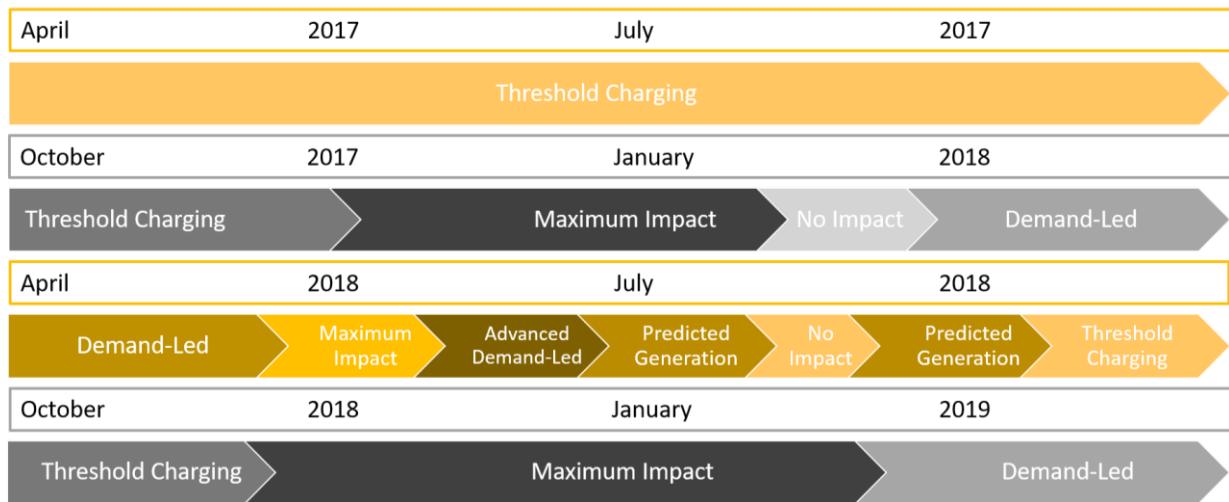 April 2017 July 2017
Threshold Charging
October 2017 January 2018
Threshold Charging Maximum Impact No Impact Demand-Led
April 2018 July 2018
Demand-Led Maximum Impact Advanced Demand-Led Predicted Generation No Impact Predicted Generation Threshold Charging
October 2018 January 2019
Threshold Charging Maximum Impact Demand-Led